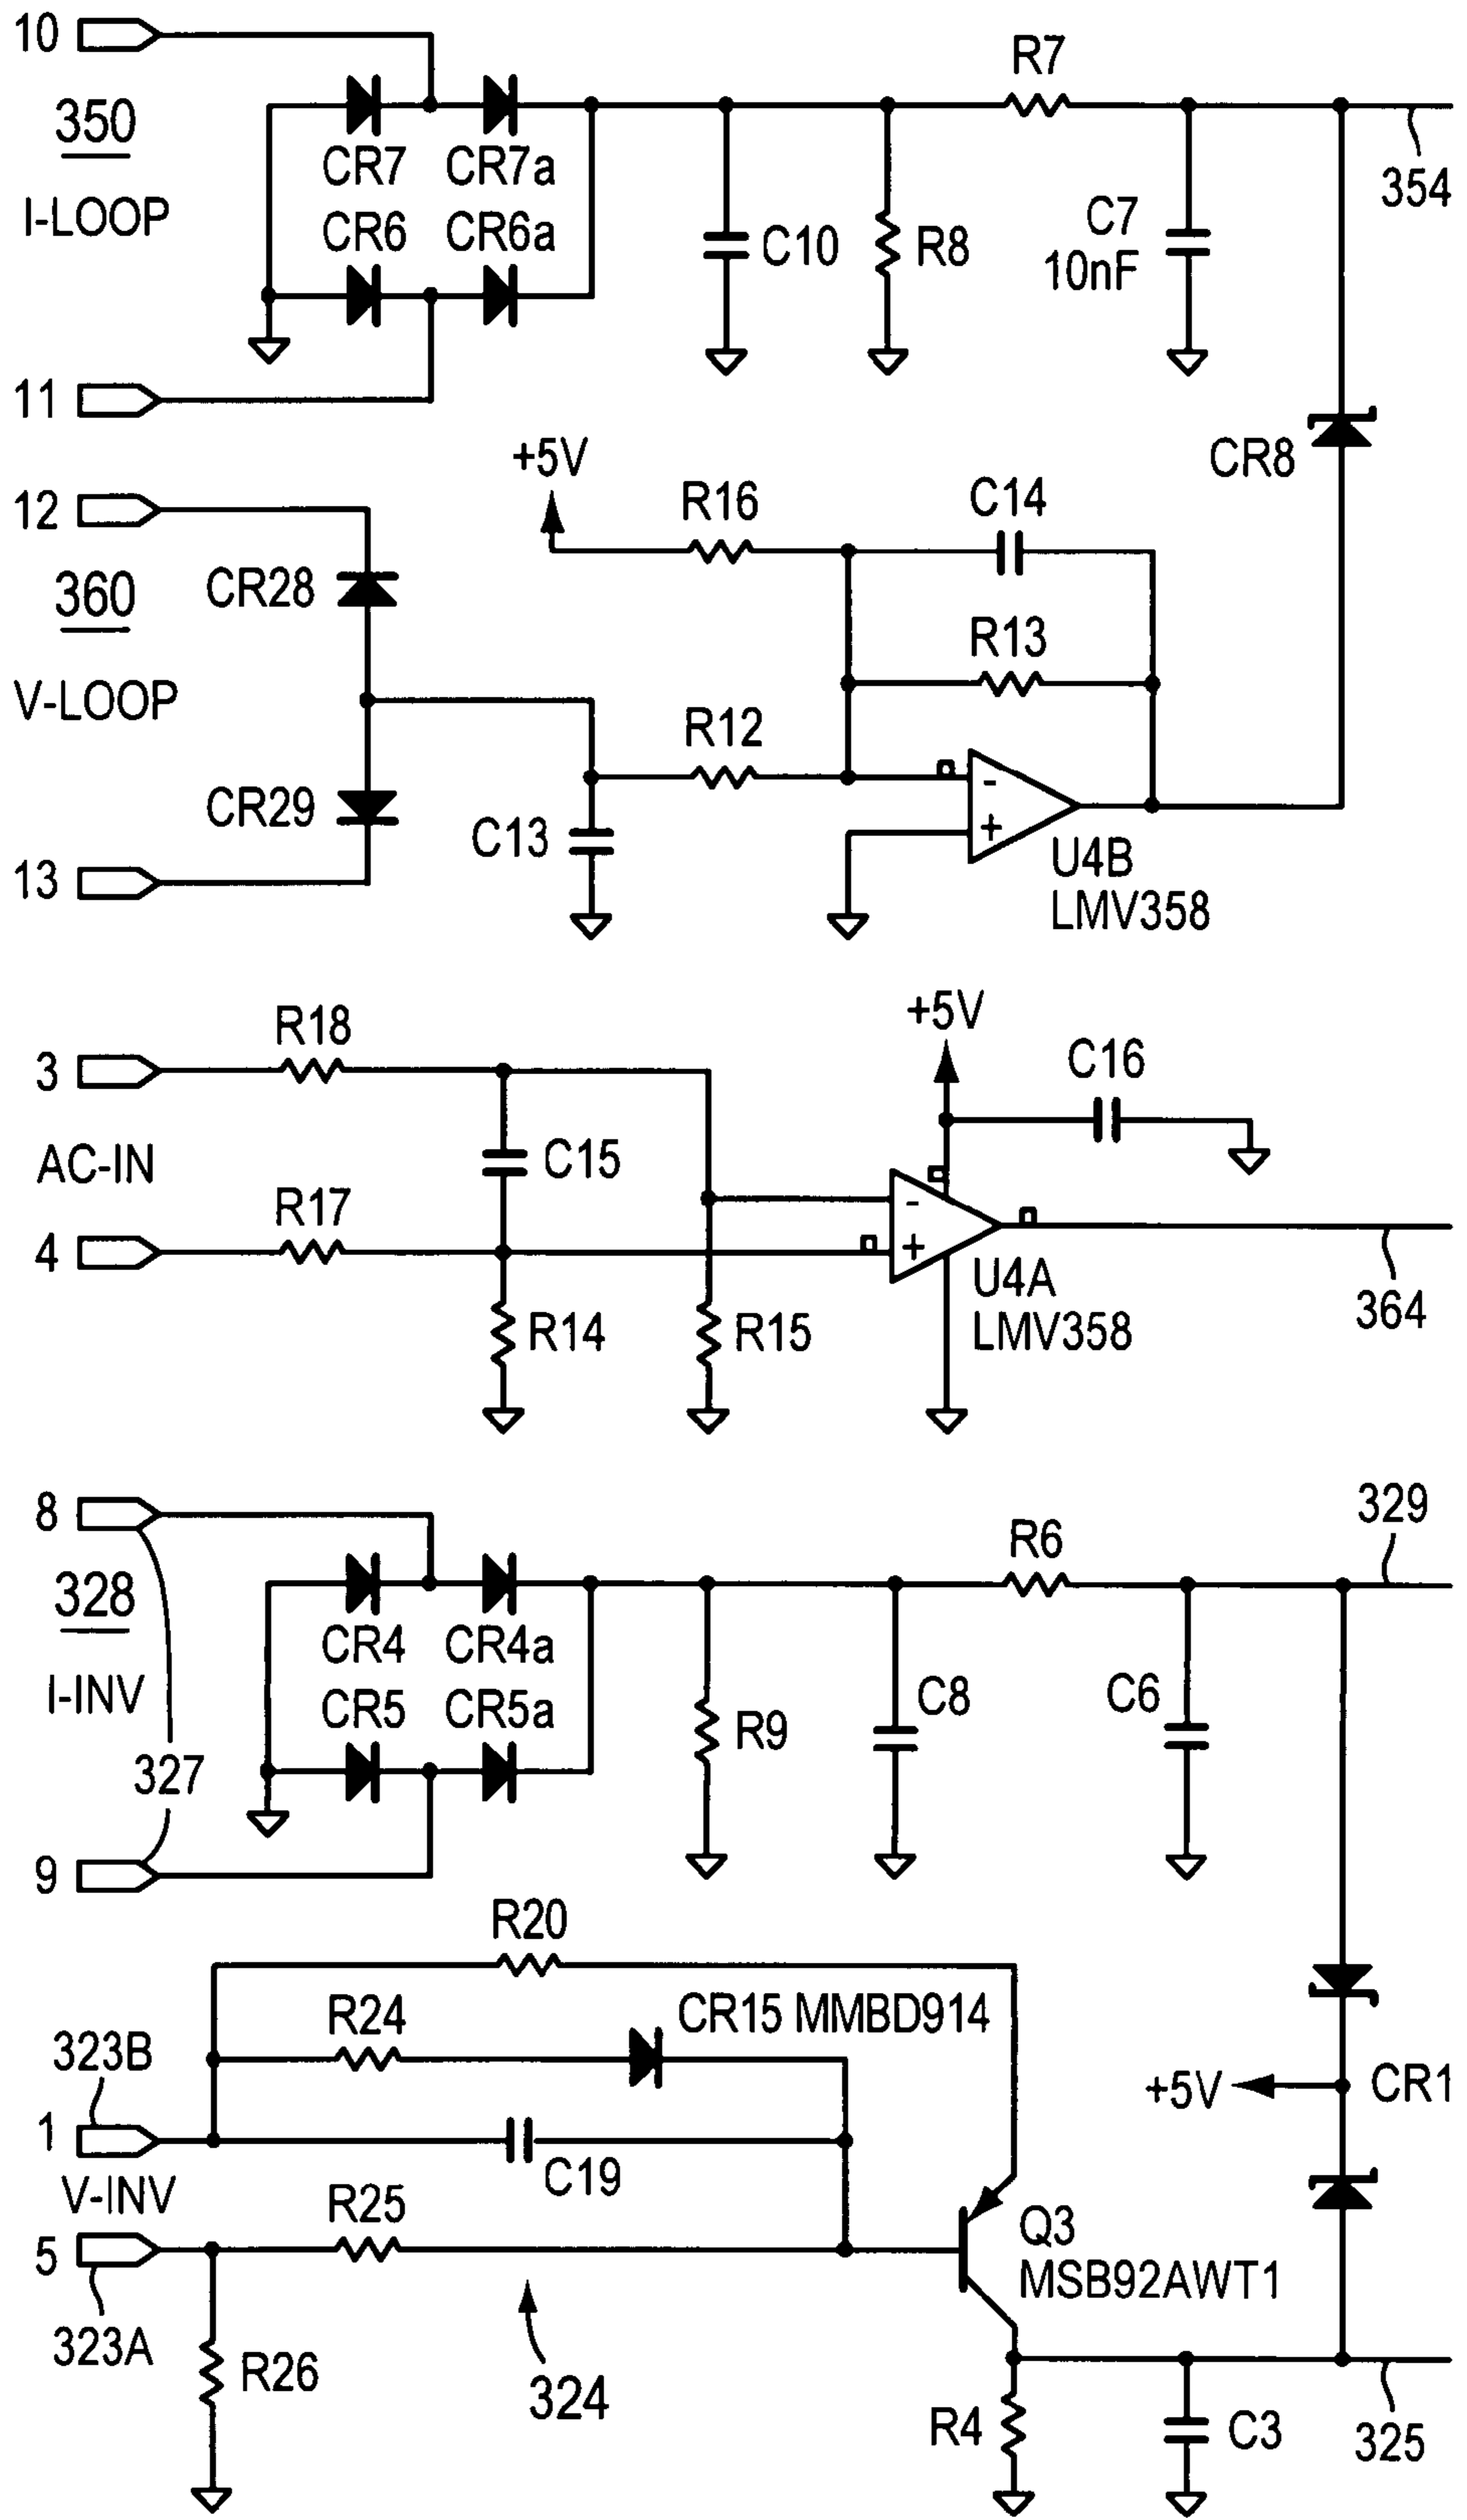 10
R7
350
I-LOOP
CR7 CR7a
CR6 CR6a
C10
R8
C7
10nF
354
11
+5V
CR8
12
R16
C14
360
CR28
V-LOOP
R13
R12
CR29
C13
13
- +
U4B
LMV358
R18
+5V
C16
3
AC-IN
C15
R17
4
- +
U4A
LMV358
364
R14
R15
8
329
R6
328
CR4 CR4a
I-INV
CR5 CR5a
R9
C8
C6
327
9
R20
R24
CR15 MMBD914
323B
+5V
CR1
1
V-INV
C19
R25
5
Q3
MSB92AWT1
323A
R26
324
R4
C3
325